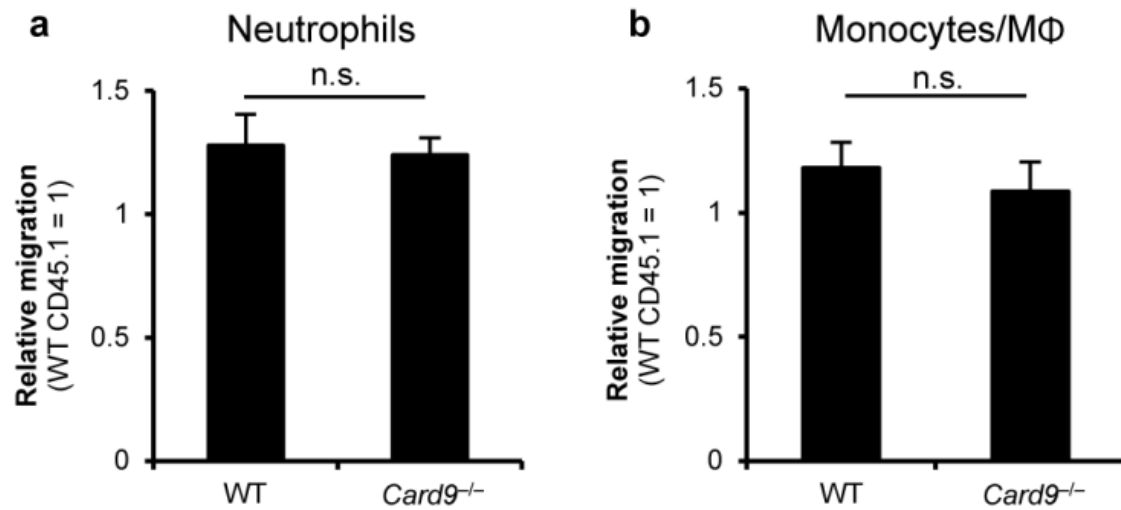 a
Neutrophils
n.s.
1.5
1
0.5
0
Relative migration
(WT CD45.1 = 1)
WT
Card9⁻/⁻
b
Monocytes/MΦ
n.s.
1.5
1
0.5
0
Relative migration
(WT CD45.1 = 1)
WT
Card9⁻/⁻